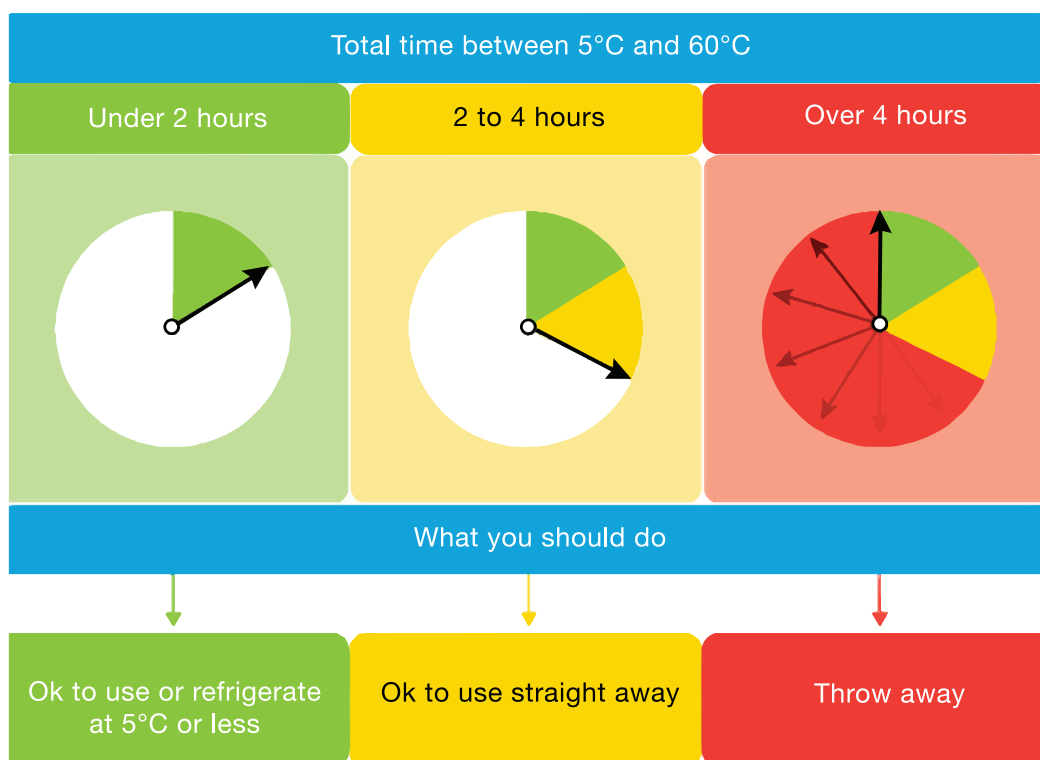 Total time between 5°C and 60°C
Under 2 hours
2 to 4 hours
Over 4 hours
What you should do
Ok to use or refrigerate
at 5°C or less
Ok to use straight away
Throw away